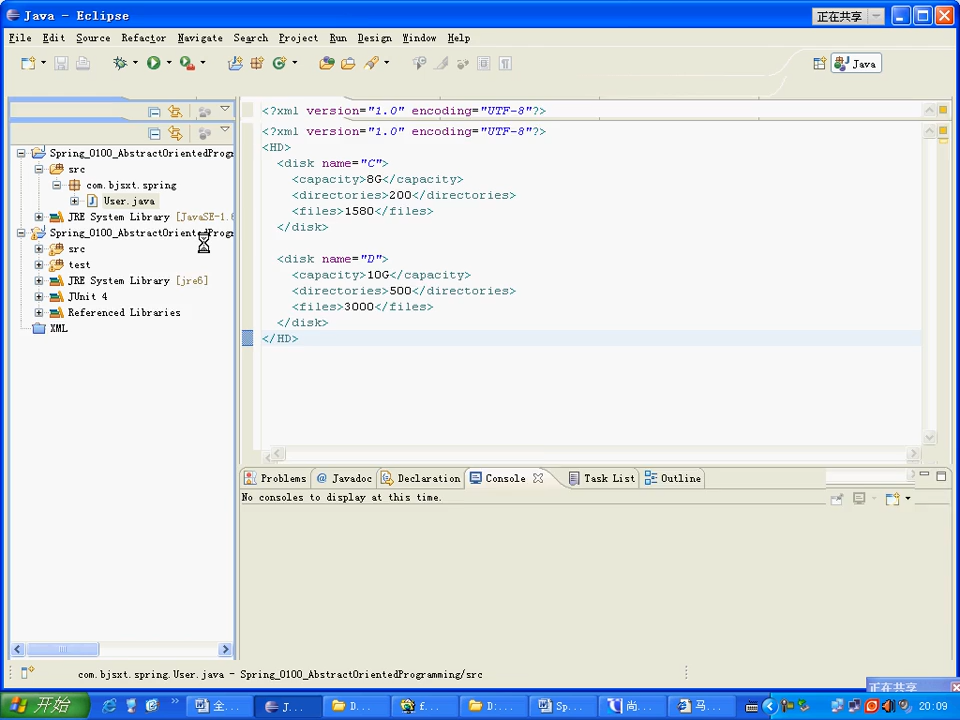 Java - Eclipse
正在共享
File Edit Source Refactor Navigate Search Project Run Design Window Help
Java
<?xml version="1.0" encoding="UTF-8"?>
<?xml version="1.0" encoding="UTF-8"?>
<HD>
<disk name="C">
<capacity>8G</capacity>
<directories>200</directories>
<files>1580</files>
</disk>
<disk name="D">
<capacity>10G</capacity>
<directories>500</directories>
<files>3000</files>
</disk>
</HD>
Spring_0100_AbstractOrientedProgr
src
com.bjsxt.spring
User.java
JRE System Library [JavaSE-1.6
Spring_0100_AbstractOrientedProgr
src
test
JRE System Library [jre6]
JUnit 4
Referenced Libraries
XML
Problems @ Javadoc Declaration Console Task List Outline
No consoles to display at this time.
com.bjsxt.spring.User.java - Spring_0100_AbstractOrientedProgramming/src
正在共享
开始 全... J... D... f... D:... Sp... 尚... 马... 20:09